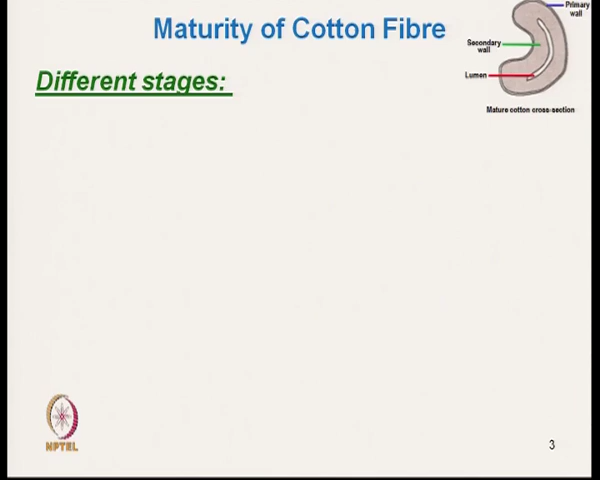 Maturity of Cotton Fibre
Primary
wall
Secondary
wall
Lumen
Mature cotton cross-section
Different stages:
NPTEL
3